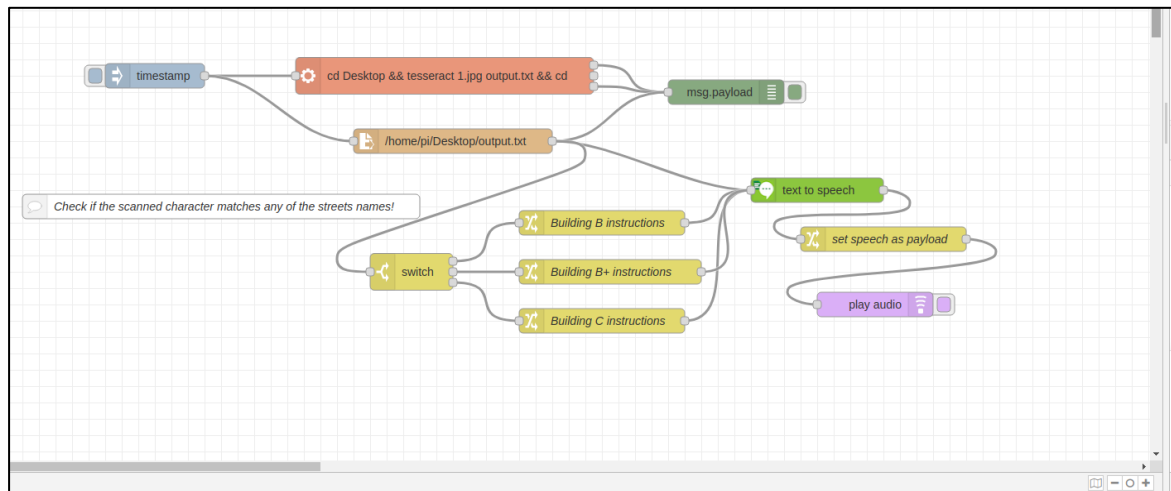 timestamp
cd Desktop && tesseract 1.jpg output.txt && cd
msg.payload
/home/pi/Desktop/output.txt
text to speech
Check if the scanned character matches any of the streets names!
Building B instructions
set speech as payload
switch
Building B+ instructions
play audio
Building C instructions